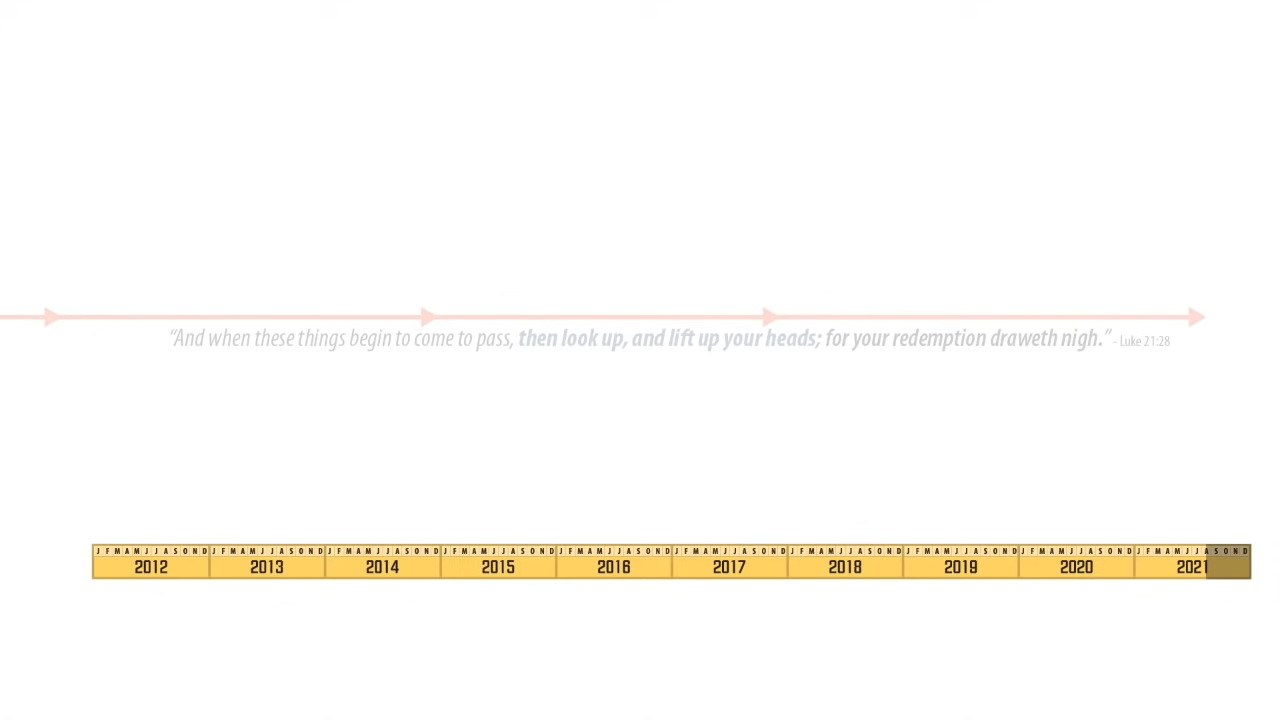 “And when these things begin to come to pass, then look up, and lift up your heads; for your redemption draweth nigh.” - Luke 21:28
J F M A M J J A S O N D J F M A M J J A S O N D J F M A M J J A S O N D J F M A M J J A S O N D J F M A M J J A S O N D J F M A M J J A S O N D J F M A M J J A S O N D J F M A M J J A S O N D J F M A M J J A S O N D J F M A M J J A S O N D
2012 2013 2014 2015 2016 2017 2018 2019 2020 2021